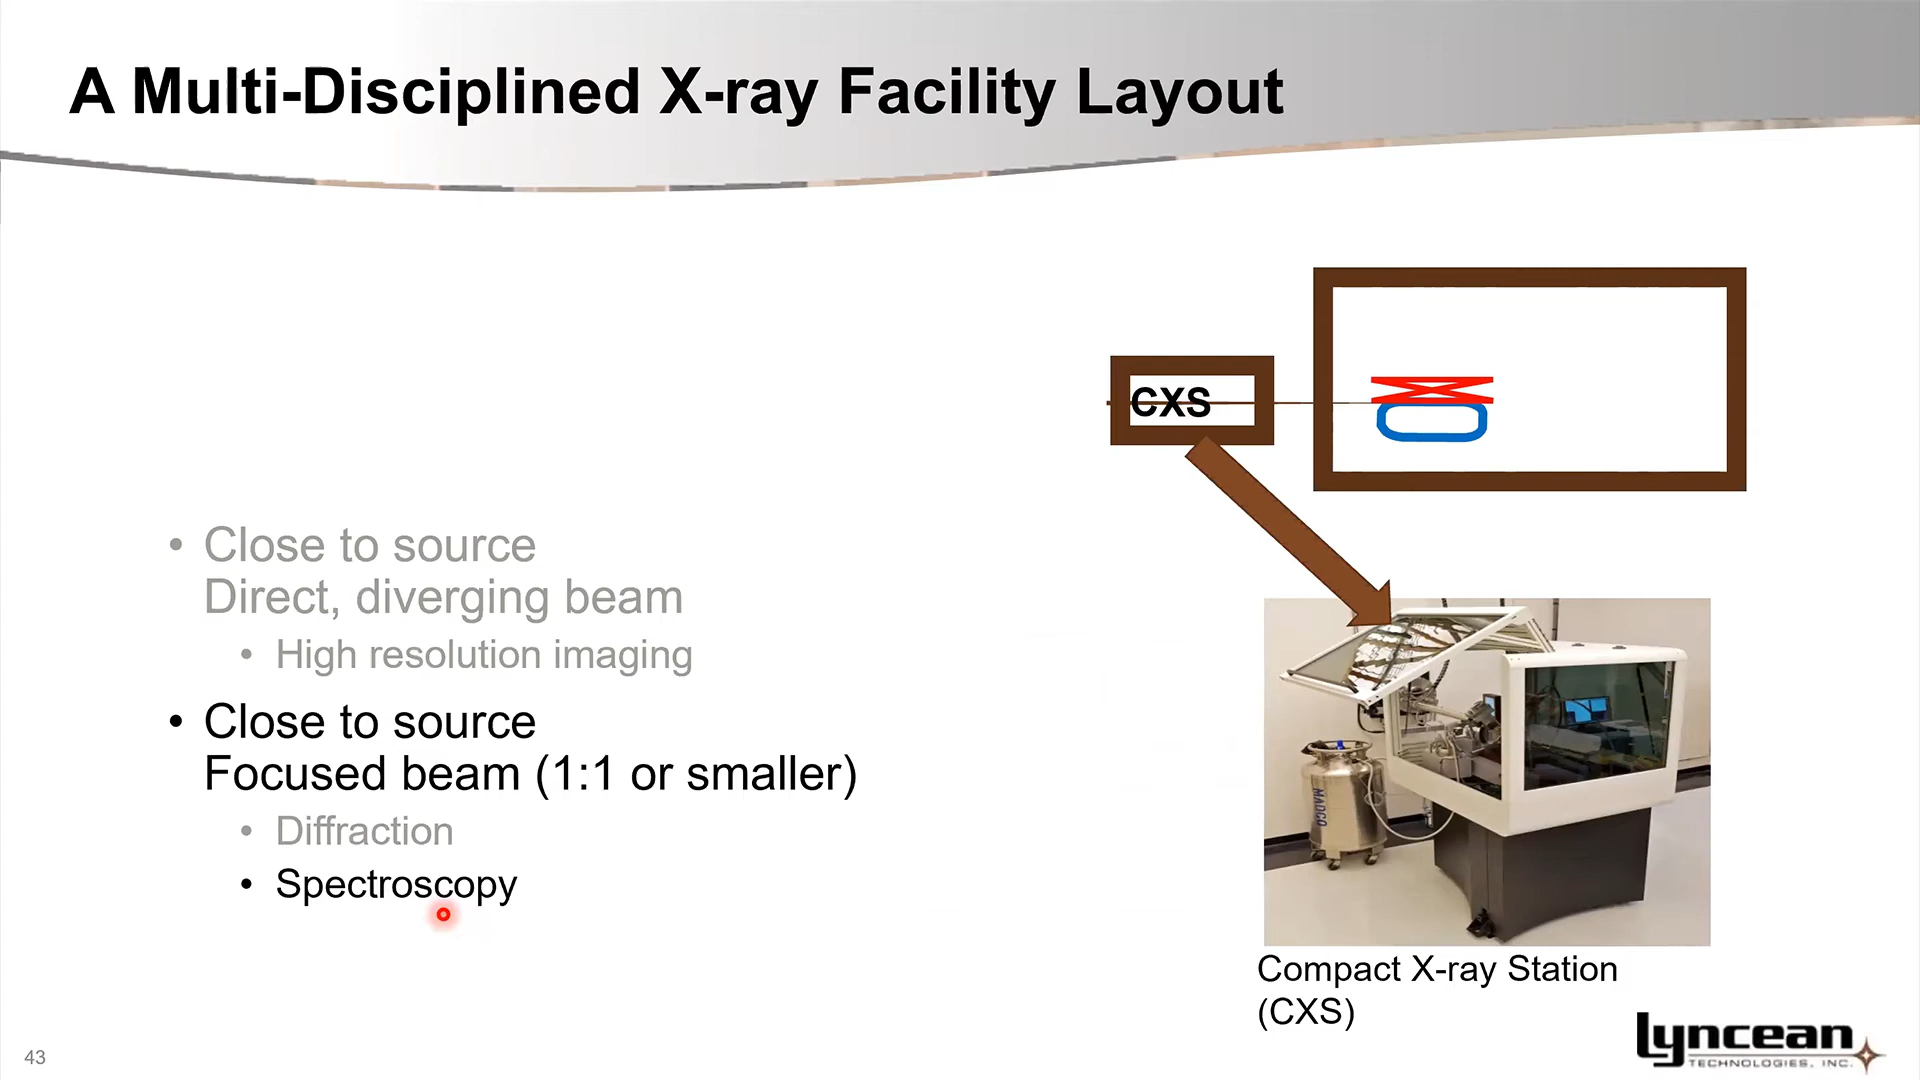 A Multi-Disciplined X-ray Facility Layout
CXS
• Close to source
Direct, diverging beam
• High resolution imaging
• Close to source
Focused beam (1:1 or smaller)
• Diffraction
• Spectroscopy
MADCO
Compact X-ray Station
(CXS)
43
lyncean
TECHNOLOGIES, INC.